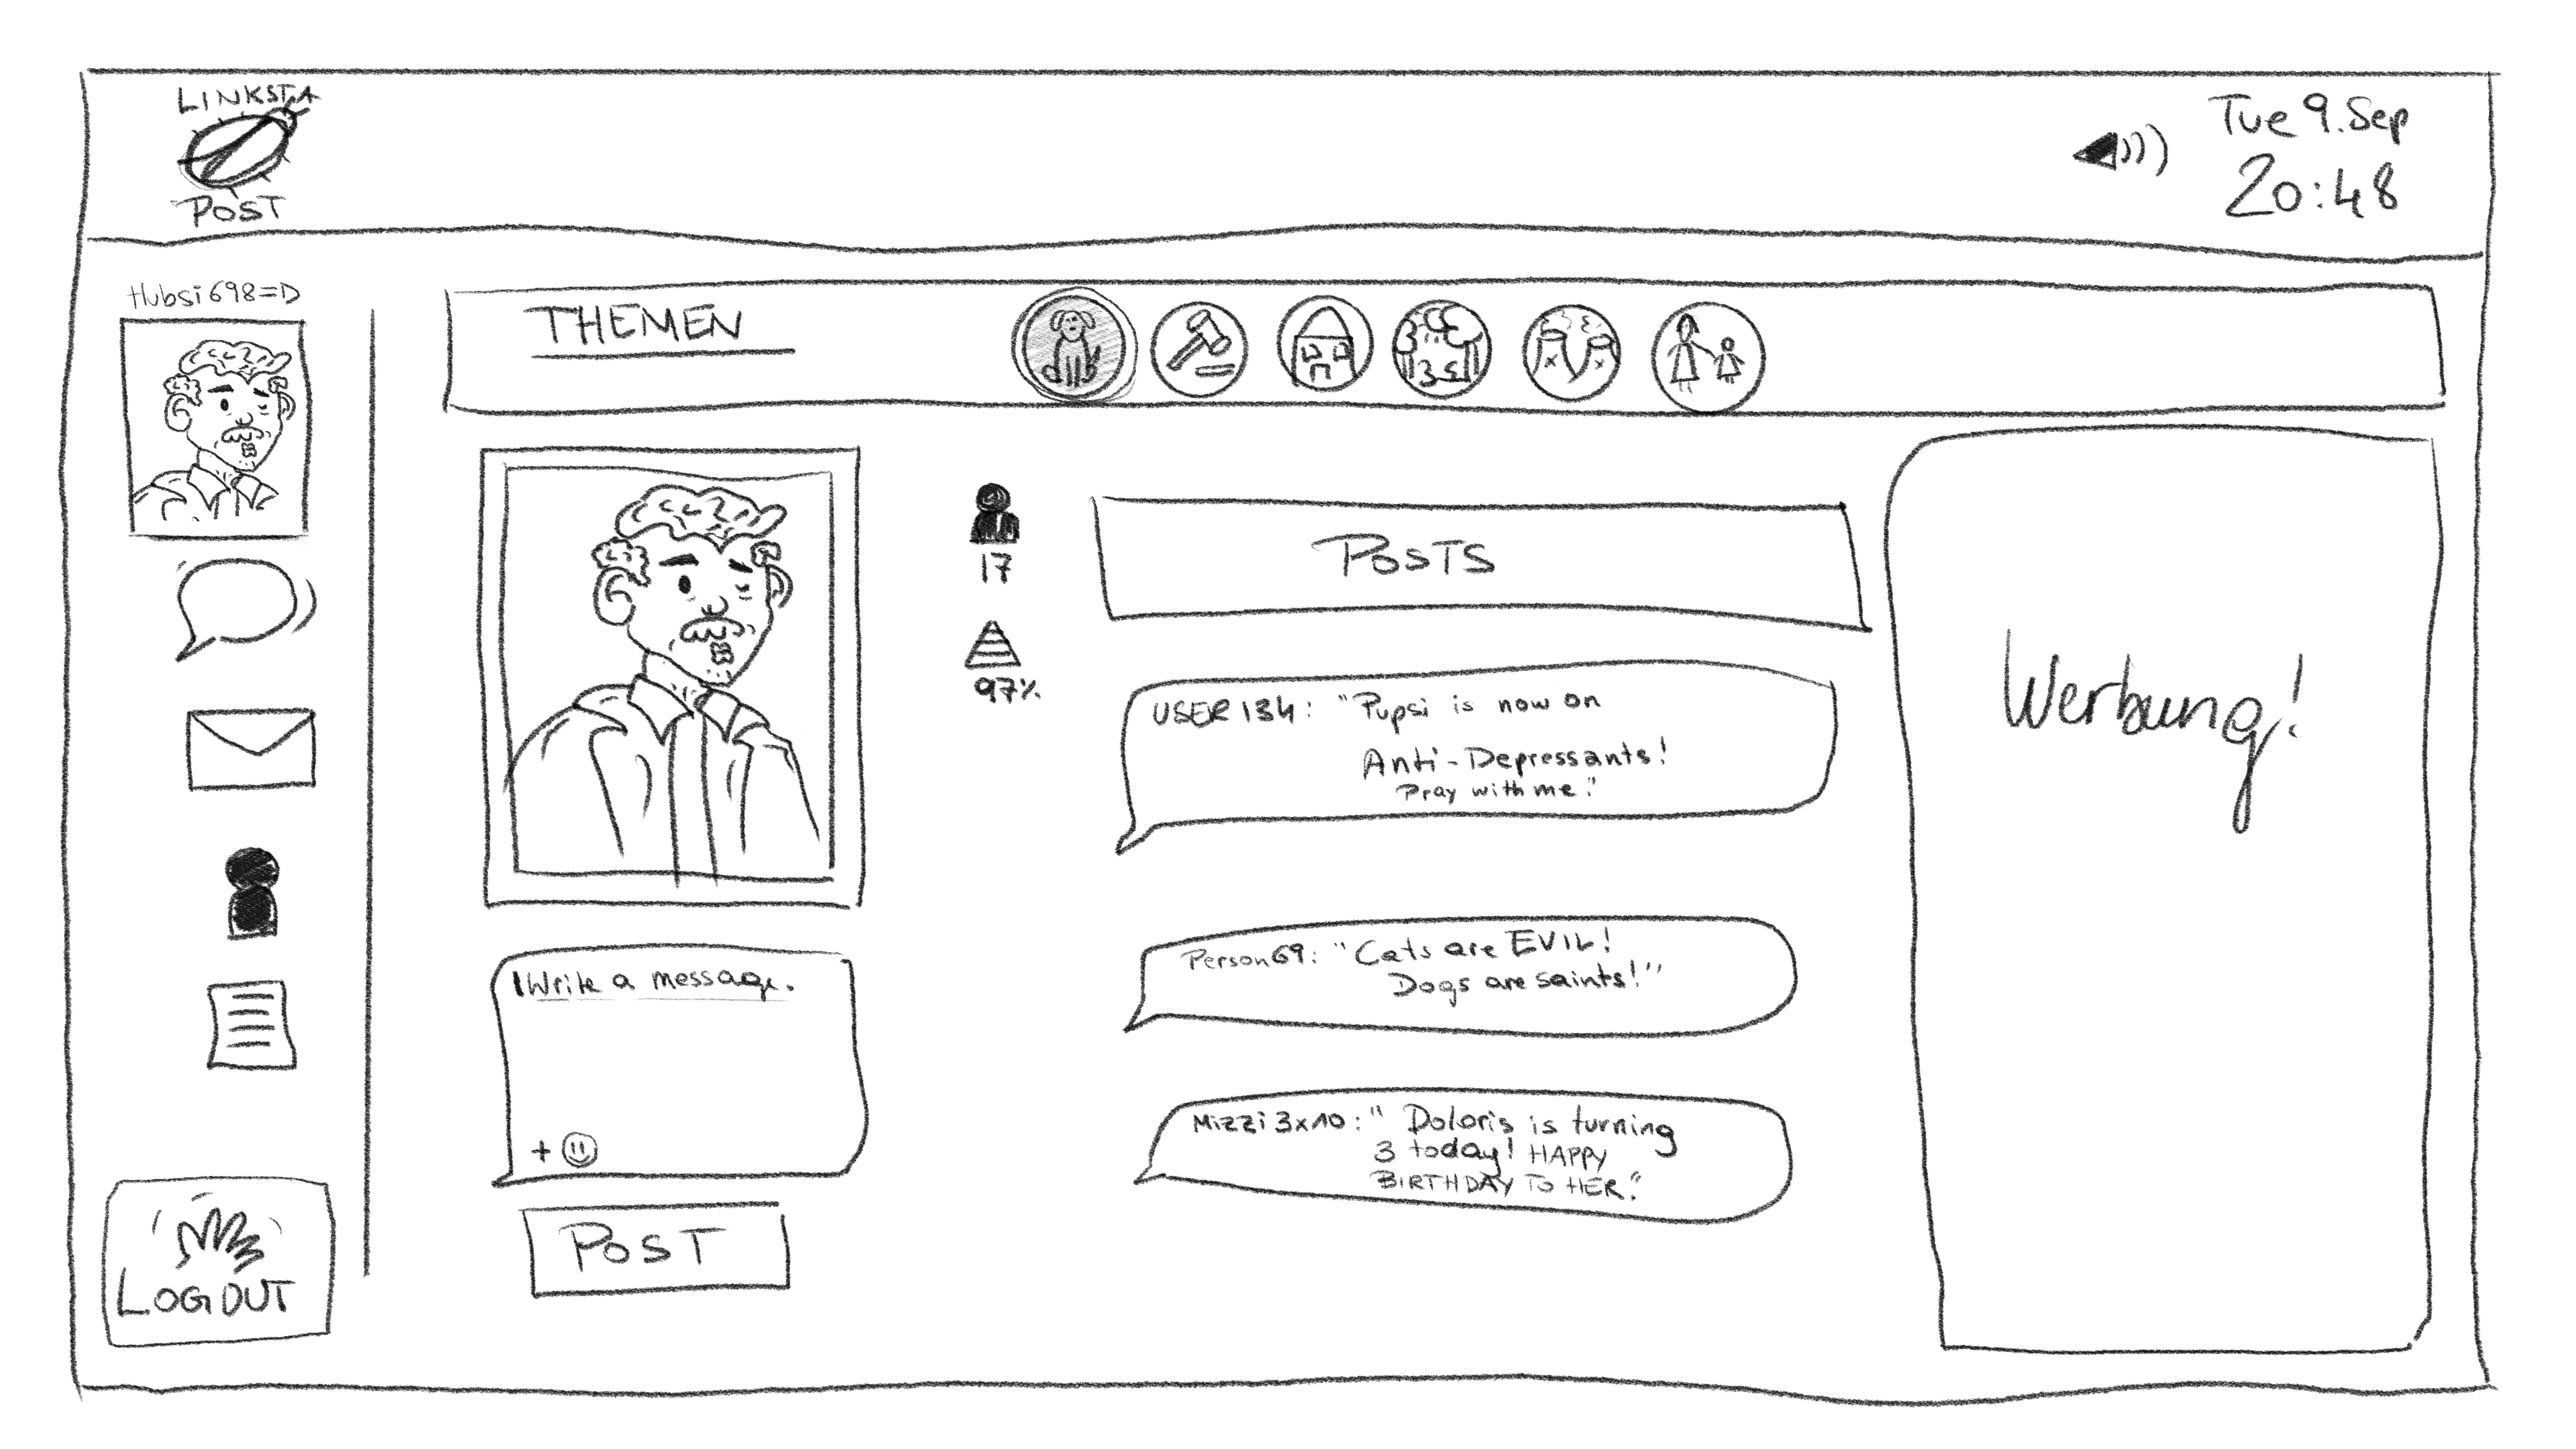 LINKSTA
POST
Tue 9.Sep
20:48
Hubsi698=D
THEMEN
17
97%
POSTS
USER134: "Pupsi is now on
Anti-Depressants!
Pray with me."
Werbung!
Write a message.
Person69: "Cats are EVIL!
Dogs are saints!"
Mizzi3x10: "Doloris is turning
3 today! HAPPY
BIRTHDAY TO HER."
+
POST
LOGOUT